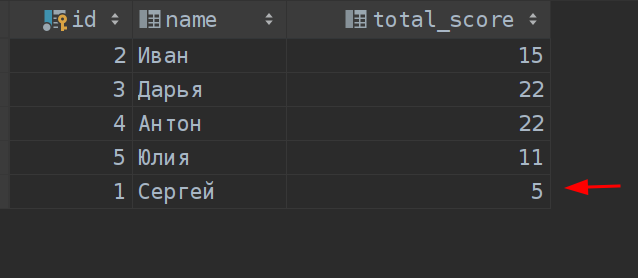 id name total_score
2 Иван 15
3 Дарья 22
4 Антон 22
5 Юлия 11
1 Сергей 5